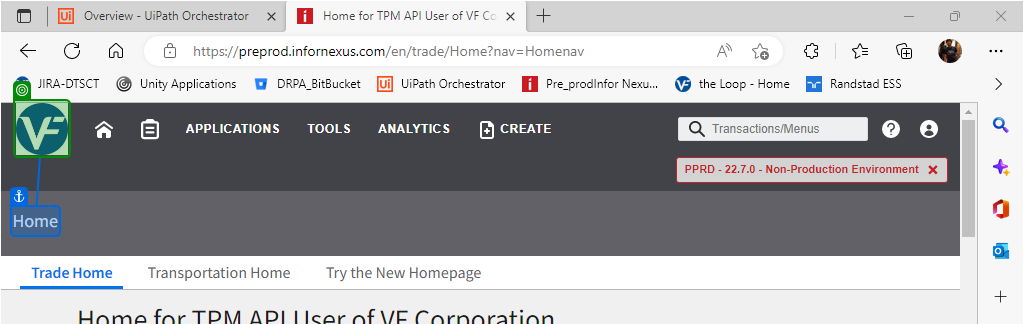 Overview - UiPath Orchestrator
Home for TPM API User of VF Corpo
https://preprod.infornexus.com/en/trade/Home?nav=Homenav
JIRA-DTSCT
Unity Applications
DRPA_BitBucket
UiPath Orchestrator
Pre_prodInfor Nexu...
the Loop - Home
Randstad ESS
VF
APPLICATIONS
TOOLS
ANALYTICS
CREATE
Transactions/Menus
PPRD - 22.7.0 - Non-Production Environment
Home
Trade Home
Transportation Home
Try the New Homepage
Home for TPM API User of VF Corporation